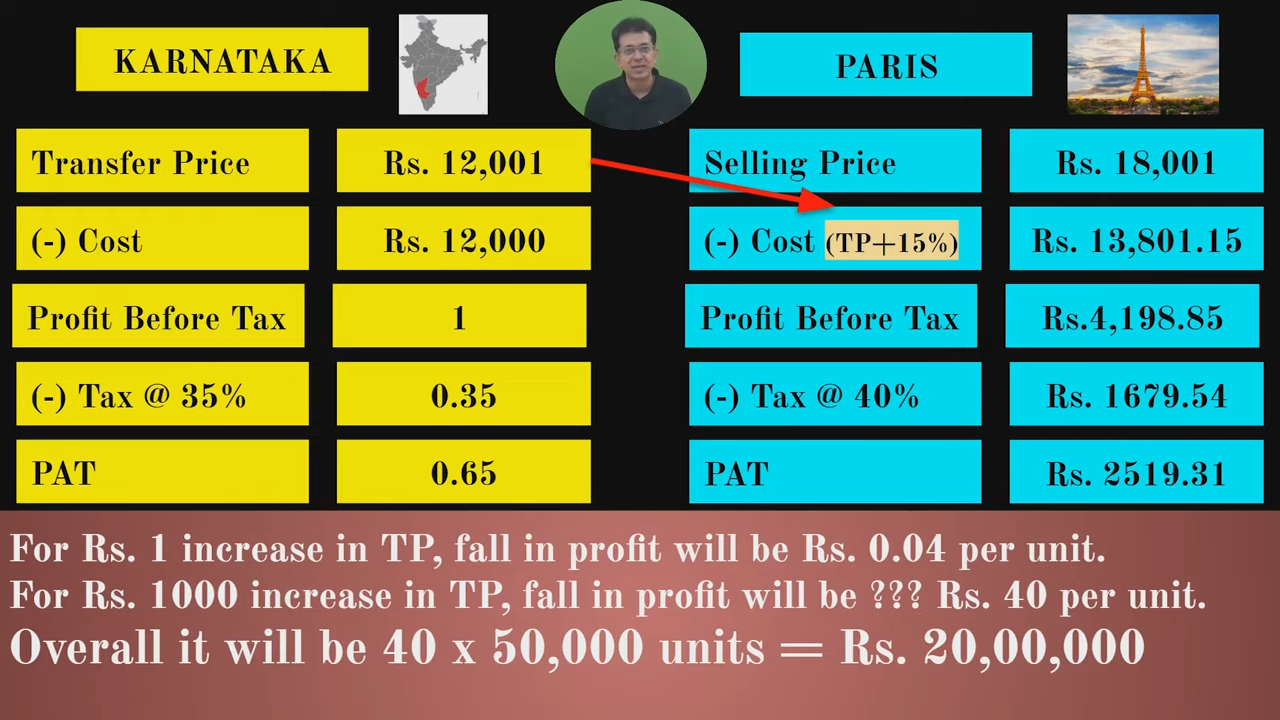 KARNATAKA
PARIS
Transfer Price Rs. 12,001
Selling Price Rs. 18,001
(-) Cost Rs. 12,000
(-) Cost (TP+15%) Rs. 13,801.15
Profit Before Tax 1
Profit Before Tax Rs.4,198.85
(-) Tax @ 35% 0.35
(-) Tax @ 40% Rs. 1679.54
PAT 0.65
PAT Rs. 2519.31
For Rs. 1 increase in TP, fall in profit will be Rs. 0.04 per unit.
For Rs. 1000 increase in TP, fall in profit will be ??? Rs. 40 per unit.
Overall it will be 40 x 50,000 units = Rs. 20,00,000